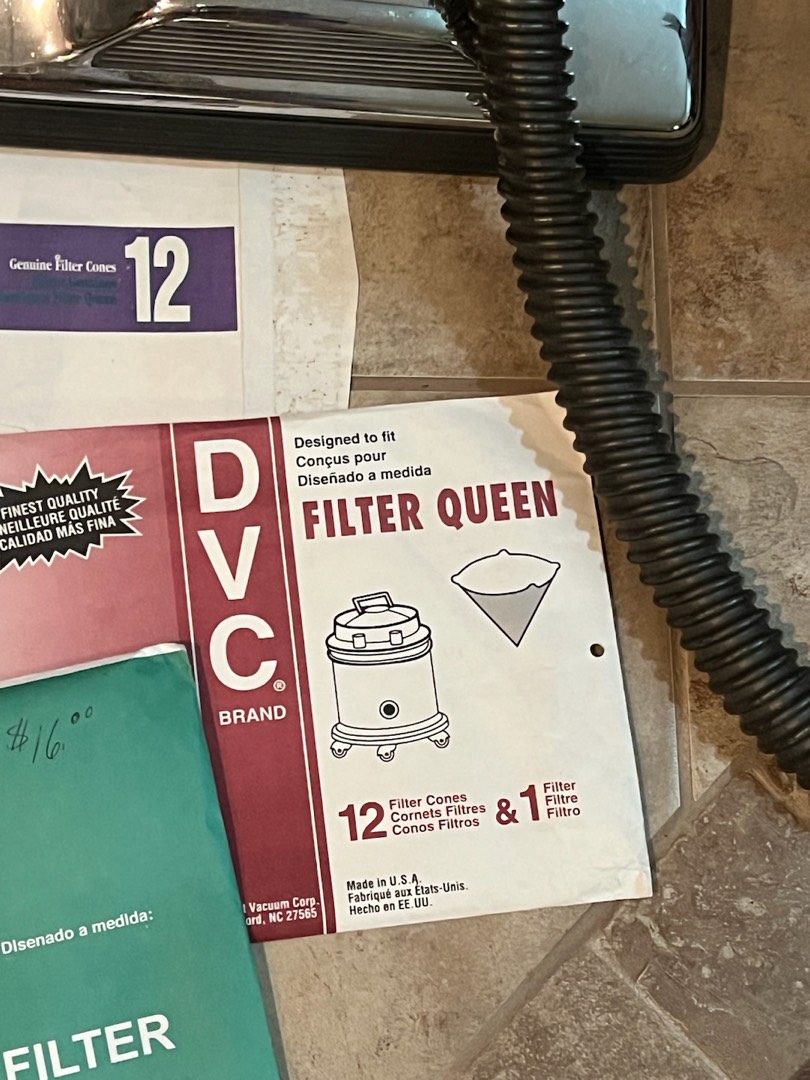 Genuine Filter Cones
12
FINEST QUALITY
NEILLEURE QUALITÉ
CALIDAD MÁS FINA
DVC®
BRAND
Designed to fit
Conçus pour
Diseñado a medida
FILTER QUEEN
12 Filter Cones
Cornets Filtres
Conos Filtros
& 1 Filter
Filtre
Filtro
Made in U.S.A.
Fabriqué aux États-Unis.
Hecho en EE.UU.
Vacuum Corp.
ord, NC 27565
$16.00
Disenado a medida:
FILTER